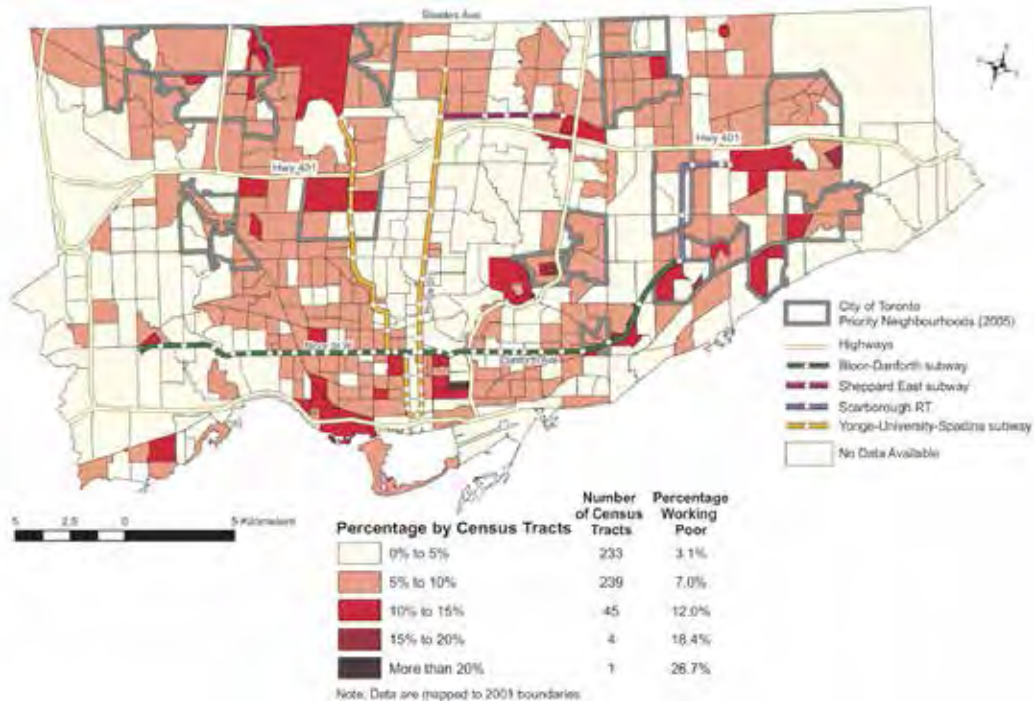 Steeles Ave
Hwy 401
Hwy 401
Danforth Ave
City of Toronto
Priority Neighbourhoods (2005)
Highways
Bloor-Danforth subway
Sheppard East subway
Scarborough RT
Yonge-University-Spadina subway
No Data Available
5 2.5 0 5 Kilometers
Percentage by Census Tracts Number of Census Tracts Percentage Working Poor
0% to 5% 233 3.1%
5% to 10% 239 7.0%
10% to 15% 45 12.0%
15% to 20% 4 18.4%
More than 20% 1 26.7%
Note: Data are mapped to 2001 boundaries